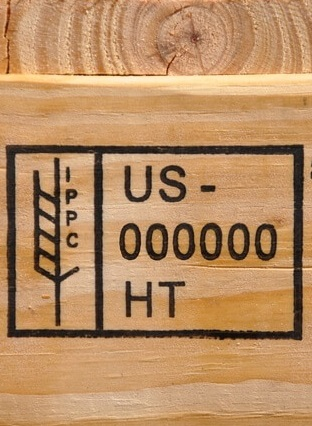 IPPC
US-
000000
HT